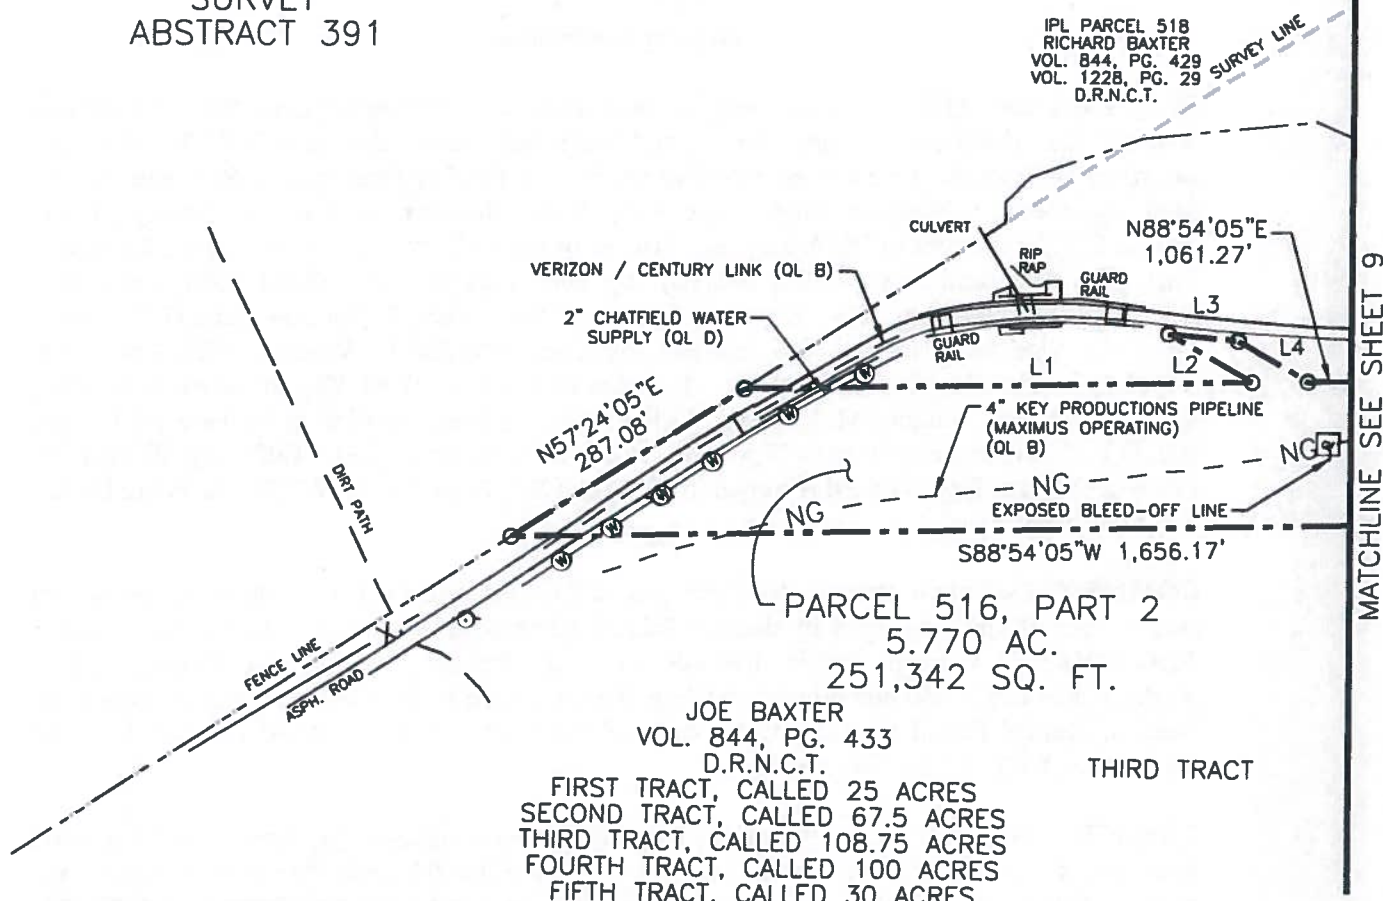 SURVEY
ABSTRACT 391
IPL PARCEL 518
RICHARD BAXTER
VOL. 844, PG. 429
VOL. 1228, PG. 29
D.R.N.C.T.
SURVEY LINE
CULVERT
RIP
RAP
GUARD
RAIL
N88°54'05"E
1,061.27'
L3
VERIZON / CENTURY LINK (QL B)
2" CHATFIELD WATER
SUPPLY (QL D)
GUARD
RAIL
L4
L1
L2
W
W
W
W
W
W
N57°24'05"E
287.08'
4" KEY PRODUCTIONS PIPELINE
(MAXIMUS OPERATING)
(QL B)
NG
NG
NG
EXPOSED BLEED-OFF LINE
S88°54'05"W 1,656.17'
MATCHLINE SEE SHEET 9
DIRT PATH
FENCE LINE
ASPH. ROAD
PARCEL 516, PART 2
5.770 AC.
251,342 SQ. FT.
JOE BAXTER
VOL. 844, PG. 433
D.R.N.C.T.
FIRST TRACT, CALLED 25 ACRES
SECOND TRACT, CALLED 67.5 ACRES
THIRD TRACT, CALLED 108.75 ACRES
FOURTH TRACT, CALLED 100 ACRES
FIFTH TRACT, CALLED 30 ACRES
THIRD TRACT